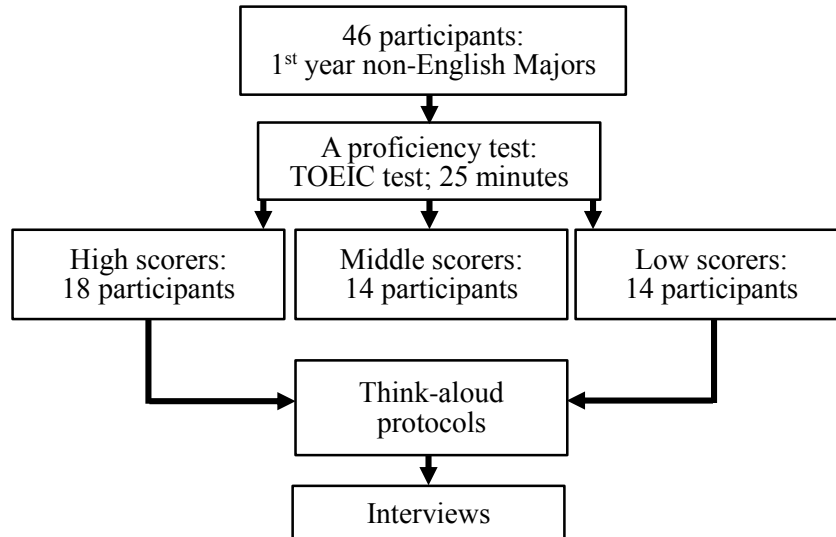 46 participants:
1st year non-English Majors
A proficiency test:
TOEIC test; 25 minutes
High scorers:
18 participants
Middle scorers:
14 participants
Low scorers:
14 participants
Think-aloud
protocols
Interviews